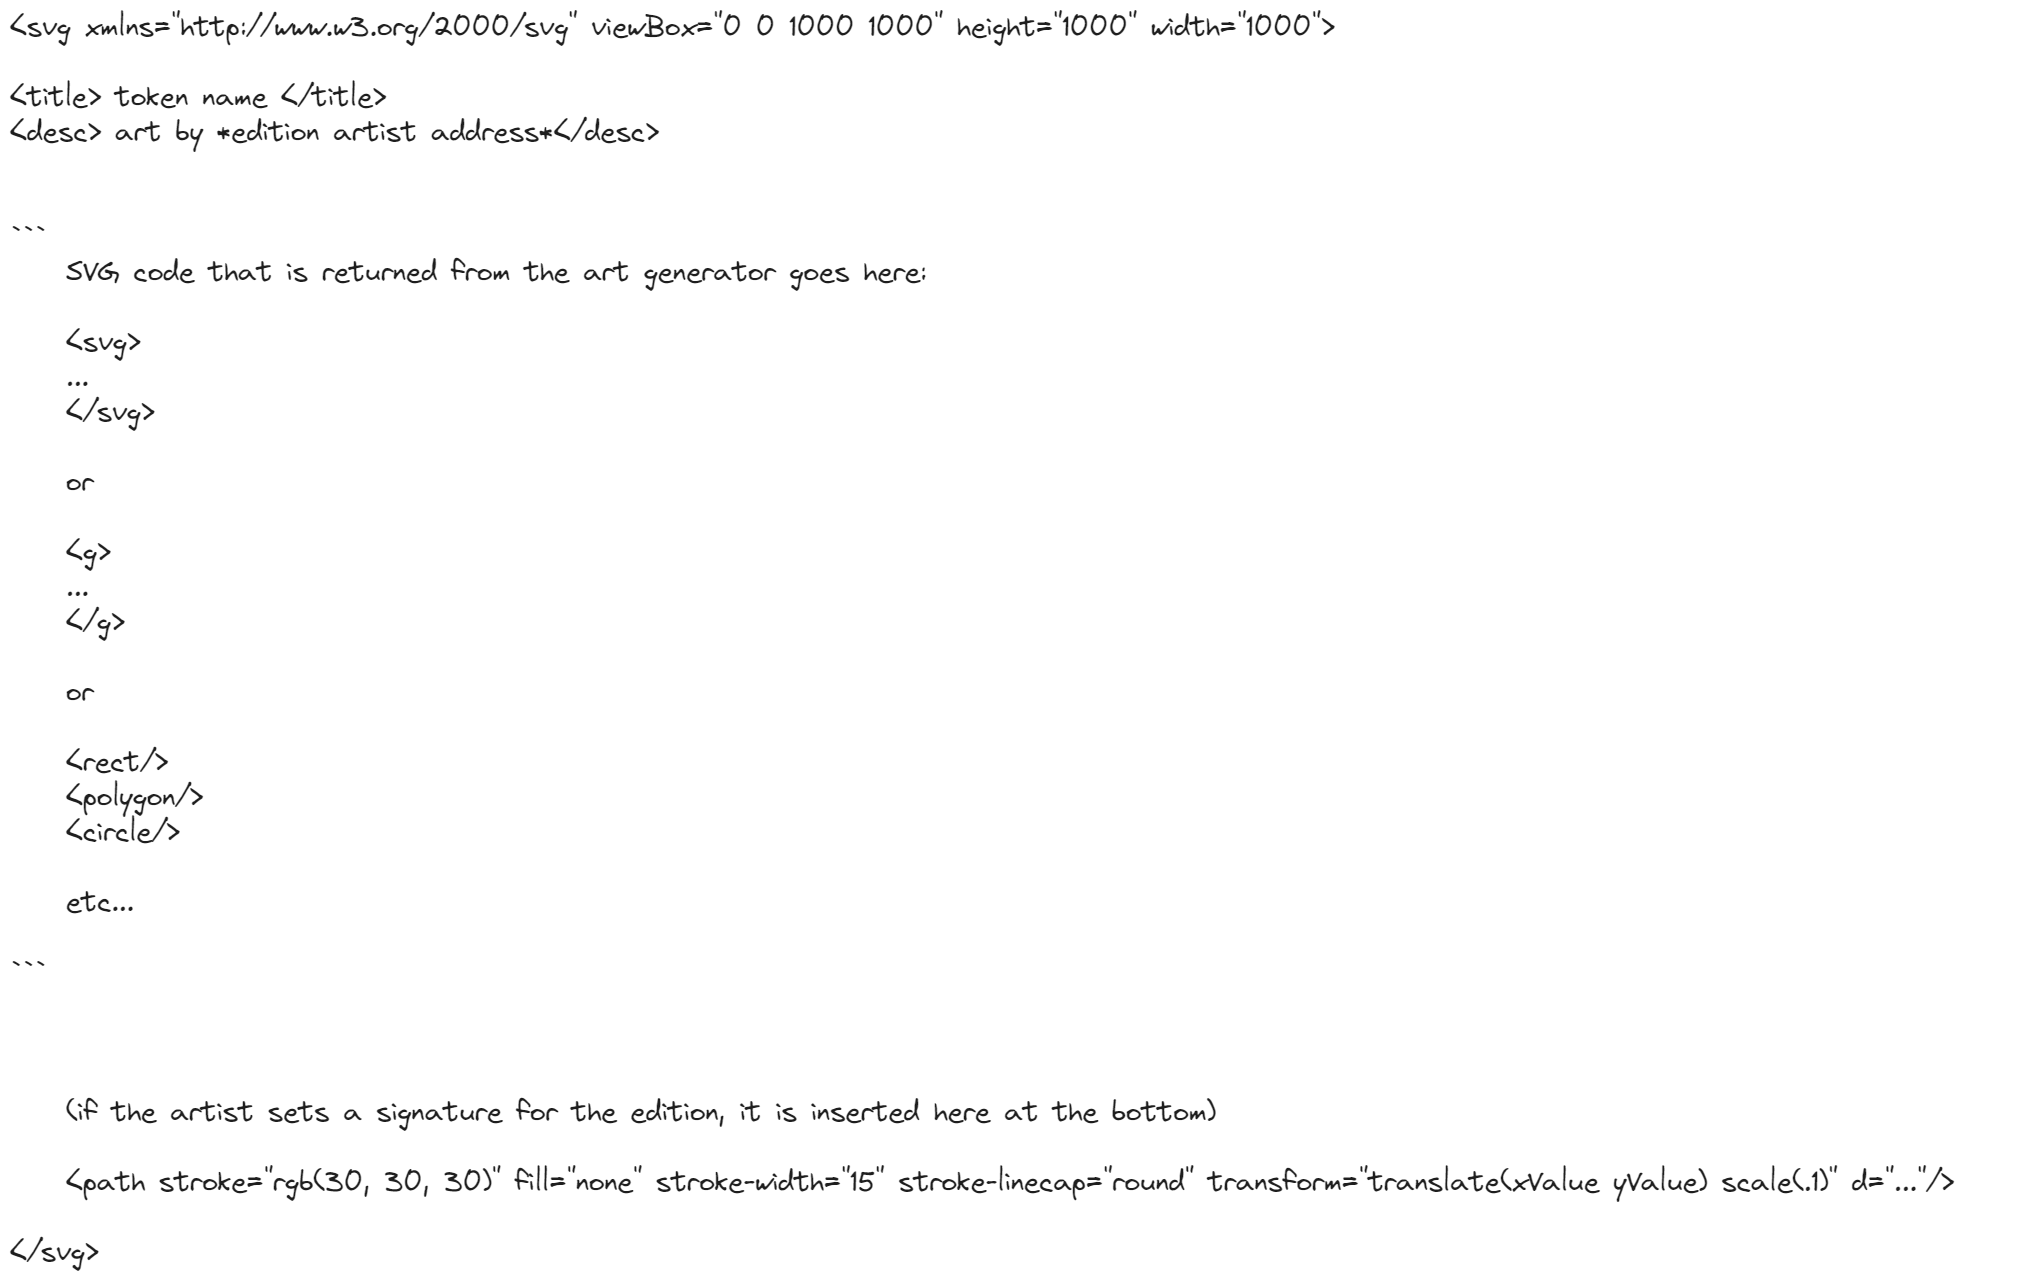 <svg xmlns="http://www.w3.org/2000/svg" viewBox="0 0 1000 1000" height="1000" width="1000">
<title> token name </title>
<desc> art by *edition artist address*</desc>
```
SVG code that is returned from the art generator goes here:
<svg>
...
</svg>
or
<g>
...
</g>
or
<rect/>
<polygon/>
<circle/>
etc...
```
(if the artist sets a signature for the edition, it is inserted here at the bottom)
<path stroke="rgb(30, 30, 30)" fill="none" stroke-width="15" stroke-linecap="round" transform="translate(xValue yValue) scale(.1)" d="..."/>
</svg>